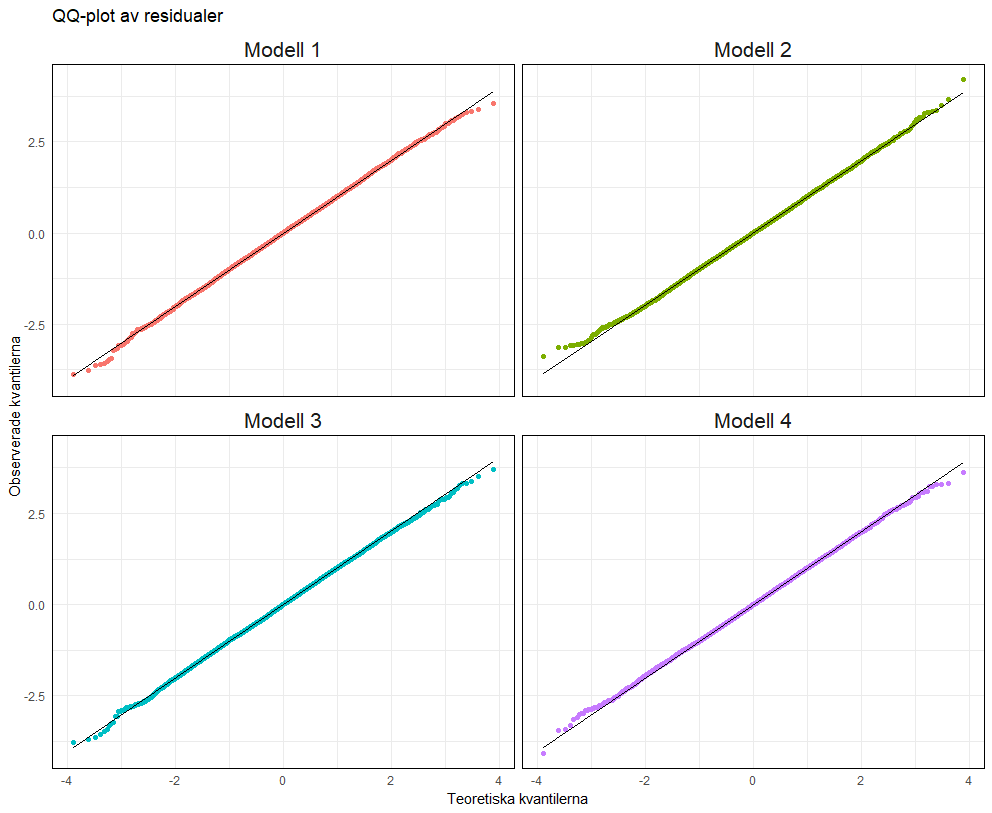 QQ-plot av residualer
Modell 1
Modell 2
2.5
0.0
-2.5
Modell 3
Modell 4
2.5
0.0
-2.5
-4 -2 0 2 4
-4 -2 0 2 4
Observerade kvantilerna
Teoretiska kvantilerna